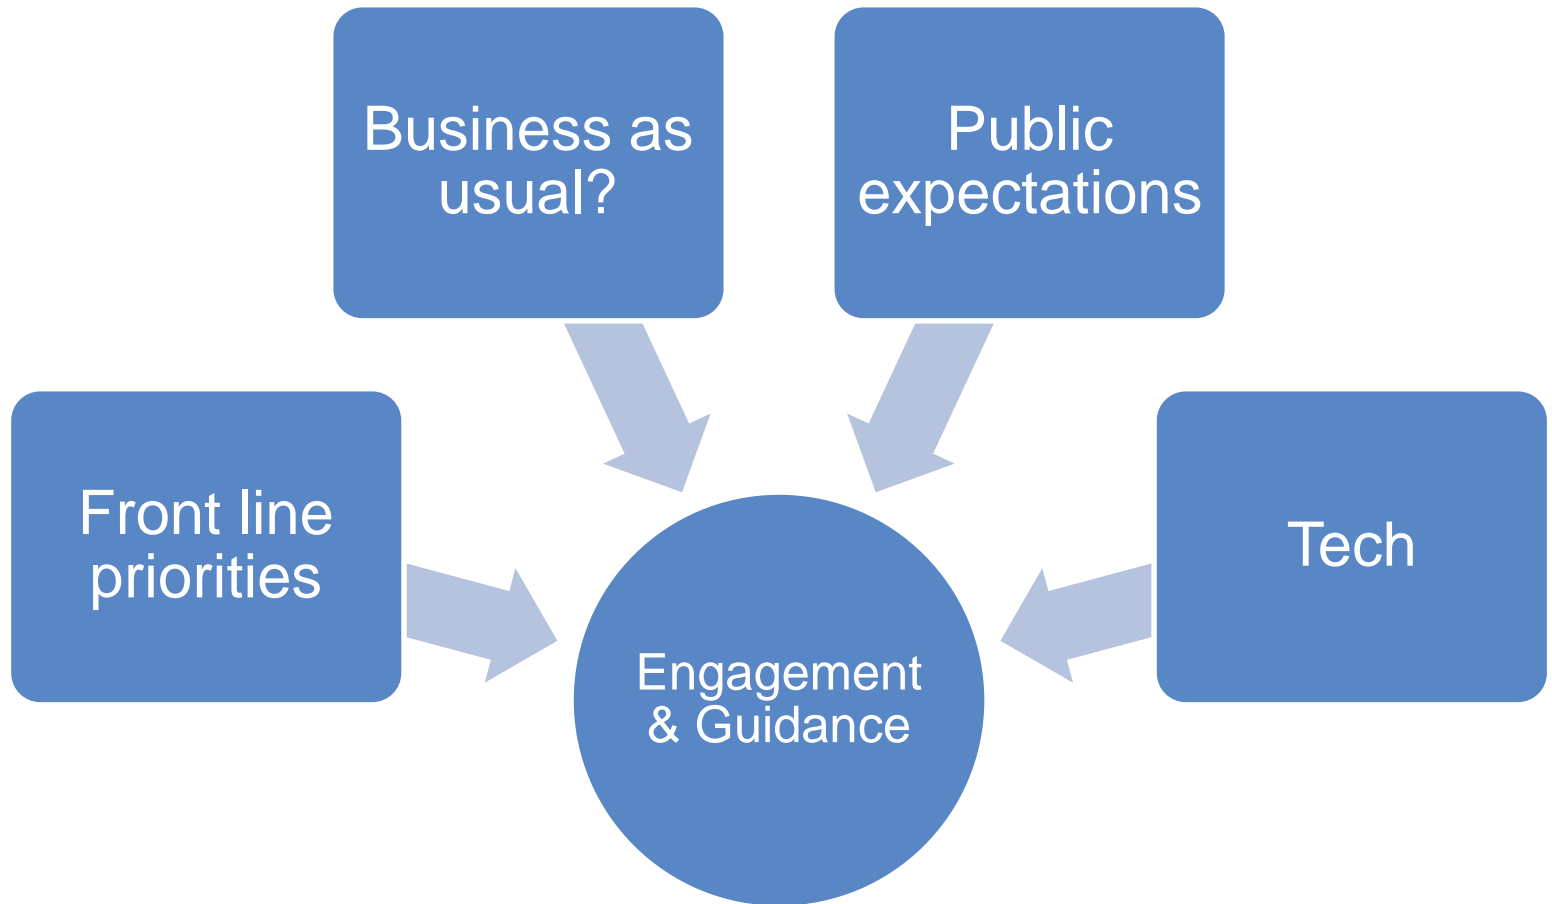 Business as
usual?
Public
expectations
Front line
priorities
Tech
Engagement
& Guidance